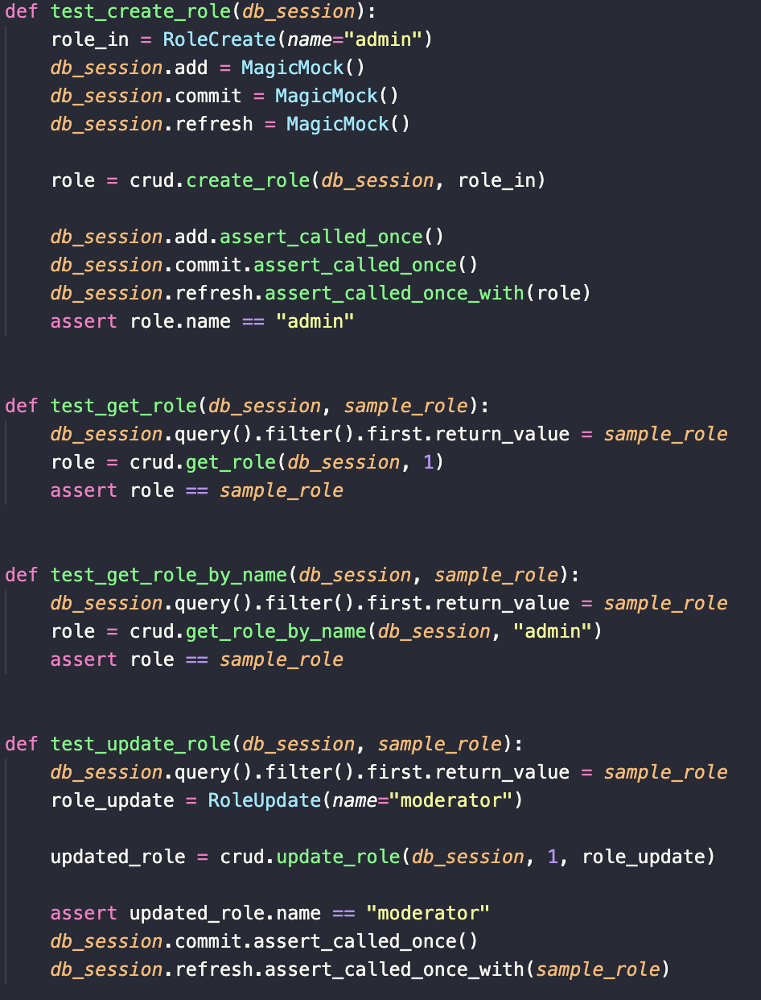 def test_create_role(db_session):
    role_in = RoleCreate(name="admin")
    db_session.add = MagicMock()
    db_session.commit = MagicMock()
    db_session.refresh = MagicMock()

    role = crud.create_role(db_session, role_in)

    db_session.add.assert_called_once()
    db_session.commit.assert_called_once()
    db_session.refresh.assert_called_once_with(role)
    assert role.name == "admin"


def test_get_role(db_session, sample_role):
    db_session.query().filter().first.return_value = sample_role
    role = crud.get_role(db_session, 1)
    assert role == sample_role


def test_get_role_by_name(db_session, sample_role):
    db_session.query().filter().first.return_value = sample_role
    role = crud.get_role_by_name(db_session, "admin")
    assert role == sample_role


def test_update_role(db_session, sample_role):
    db_session.query().filter().first.return_value = sample_role
    role_update = RoleUpdate(name="moderator")

    updated_role = crud.update_role(db_session, 1, role_update)

    assert updated_role.name == "moderator"
    db_session.commit.assert_called_once()
    db_session.refresh.assert_called_once_with(sample_role)